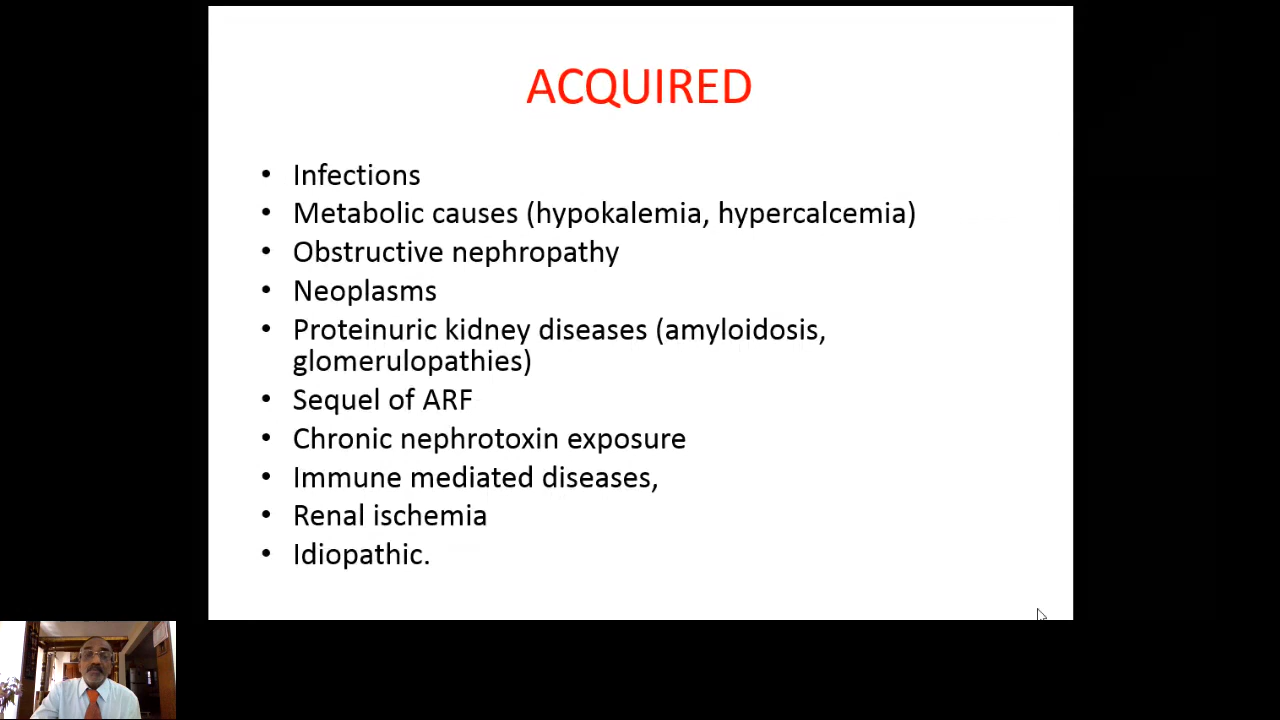 ACQUIRED
• Infections
• Metabolic causes (hypokalemia, hypercalcemia)
• Obstructive nephropathy
• Neoplasms
• Proteinuric kidney diseases (amyloidosis,
glomerulopathies)
• Sequel of ARF
• Chronic nephrotoxin exposure
• Immune mediated diseases,
• Renal ischemia
• Idiopathic.